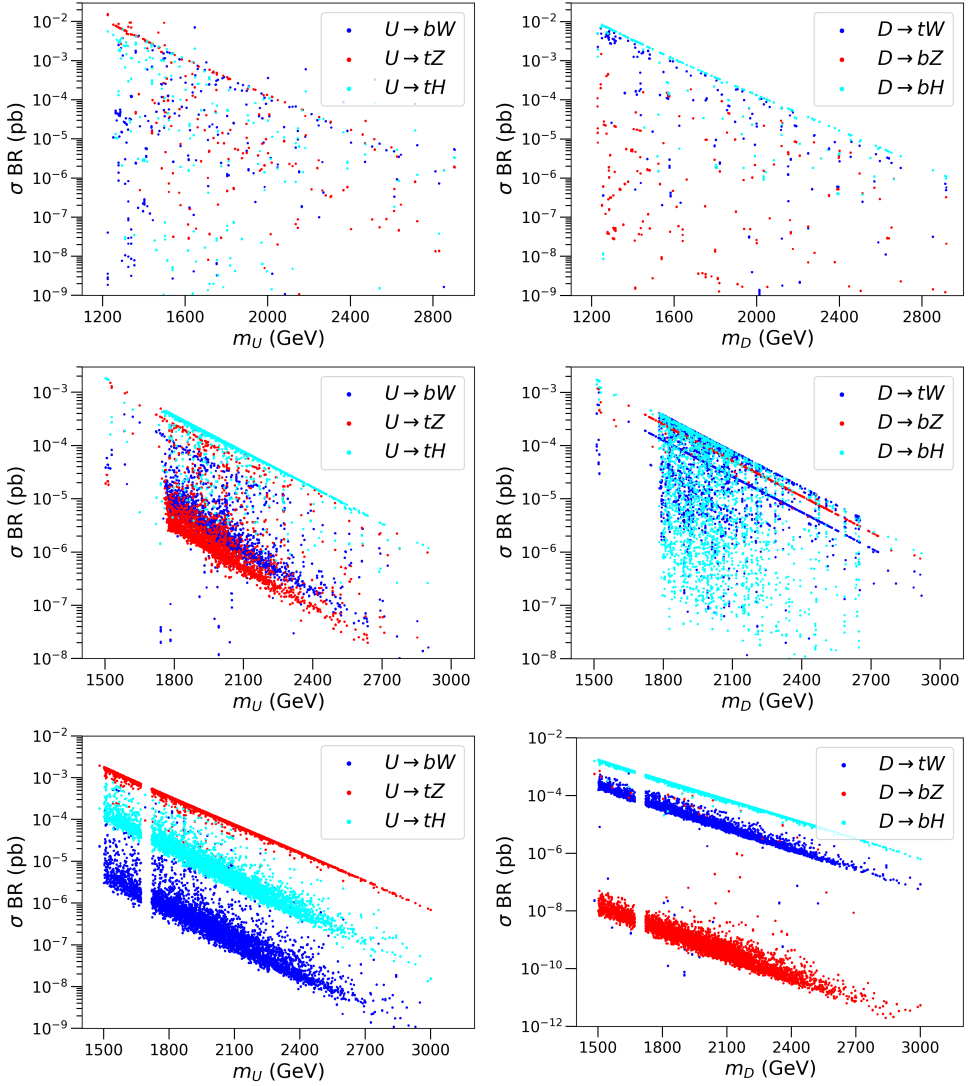 10⁻²
10⁻³
10⁻⁴
10⁻⁵
10⁻⁶
10⁻⁷
10⁻⁸
10⁻⁹
σ BR (pb)
U → bW
U → tZ
U → tH
1200 1600 2000 2400 2800
m_U (GeV)
10⁻²
10⁻³
10⁻⁴
10⁻⁵
10⁻⁶
10⁻⁷
10⁻⁸
10⁻⁹
σ BR (pb)
D → tW
D → bZ
D → bH
1200 1600 2000 2400 2800
m_D (GeV)
10⁻³
10⁻⁴
10⁻⁵
10⁻⁶
10⁻⁷
10⁻⁸
σ BR (pb)
U → bW
U → tZ
U → tH
1500 1800 2100 2400 2700 3000
m_U (GeV)
10⁻³
10⁻⁴
10⁻⁵
10⁻⁶
10⁻⁷
10⁻⁸
σ BR (pb)
D → tW
D → bZ
D → bH
1500 1800 2100 2400 2700 3000
m_D (GeV)
10⁻²
10⁻³
10⁻⁴
10⁻⁵
10⁻⁶
10⁻⁷
10⁻⁸
10⁻⁹
σ BR (pb)
U → bW
U → tZ
U → tH
1500 1800 2100 2400 2700 3000
m_U (GeV)
10⁻²
10⁻⁴
10⁻⁶
10⁻⁸
10⁻¹⁰
10⁻¹²
σ BR (pb)
D → tW
D → bZ
D → bH
1500 1800 2100 2400 2700 3000
m_D (GeV)